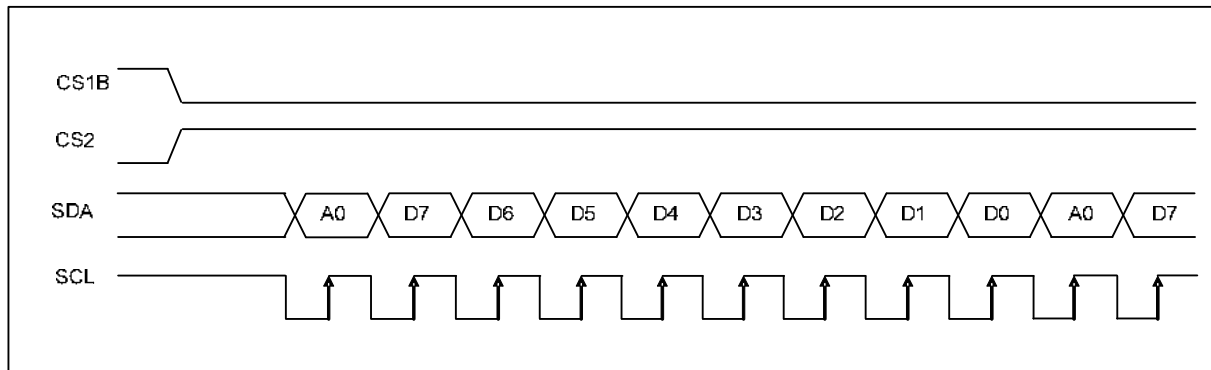 CS1B
CS2
SDA A0 D7 D6 D5 D4 D3 D2 D1 D0 A0 D7
SCL